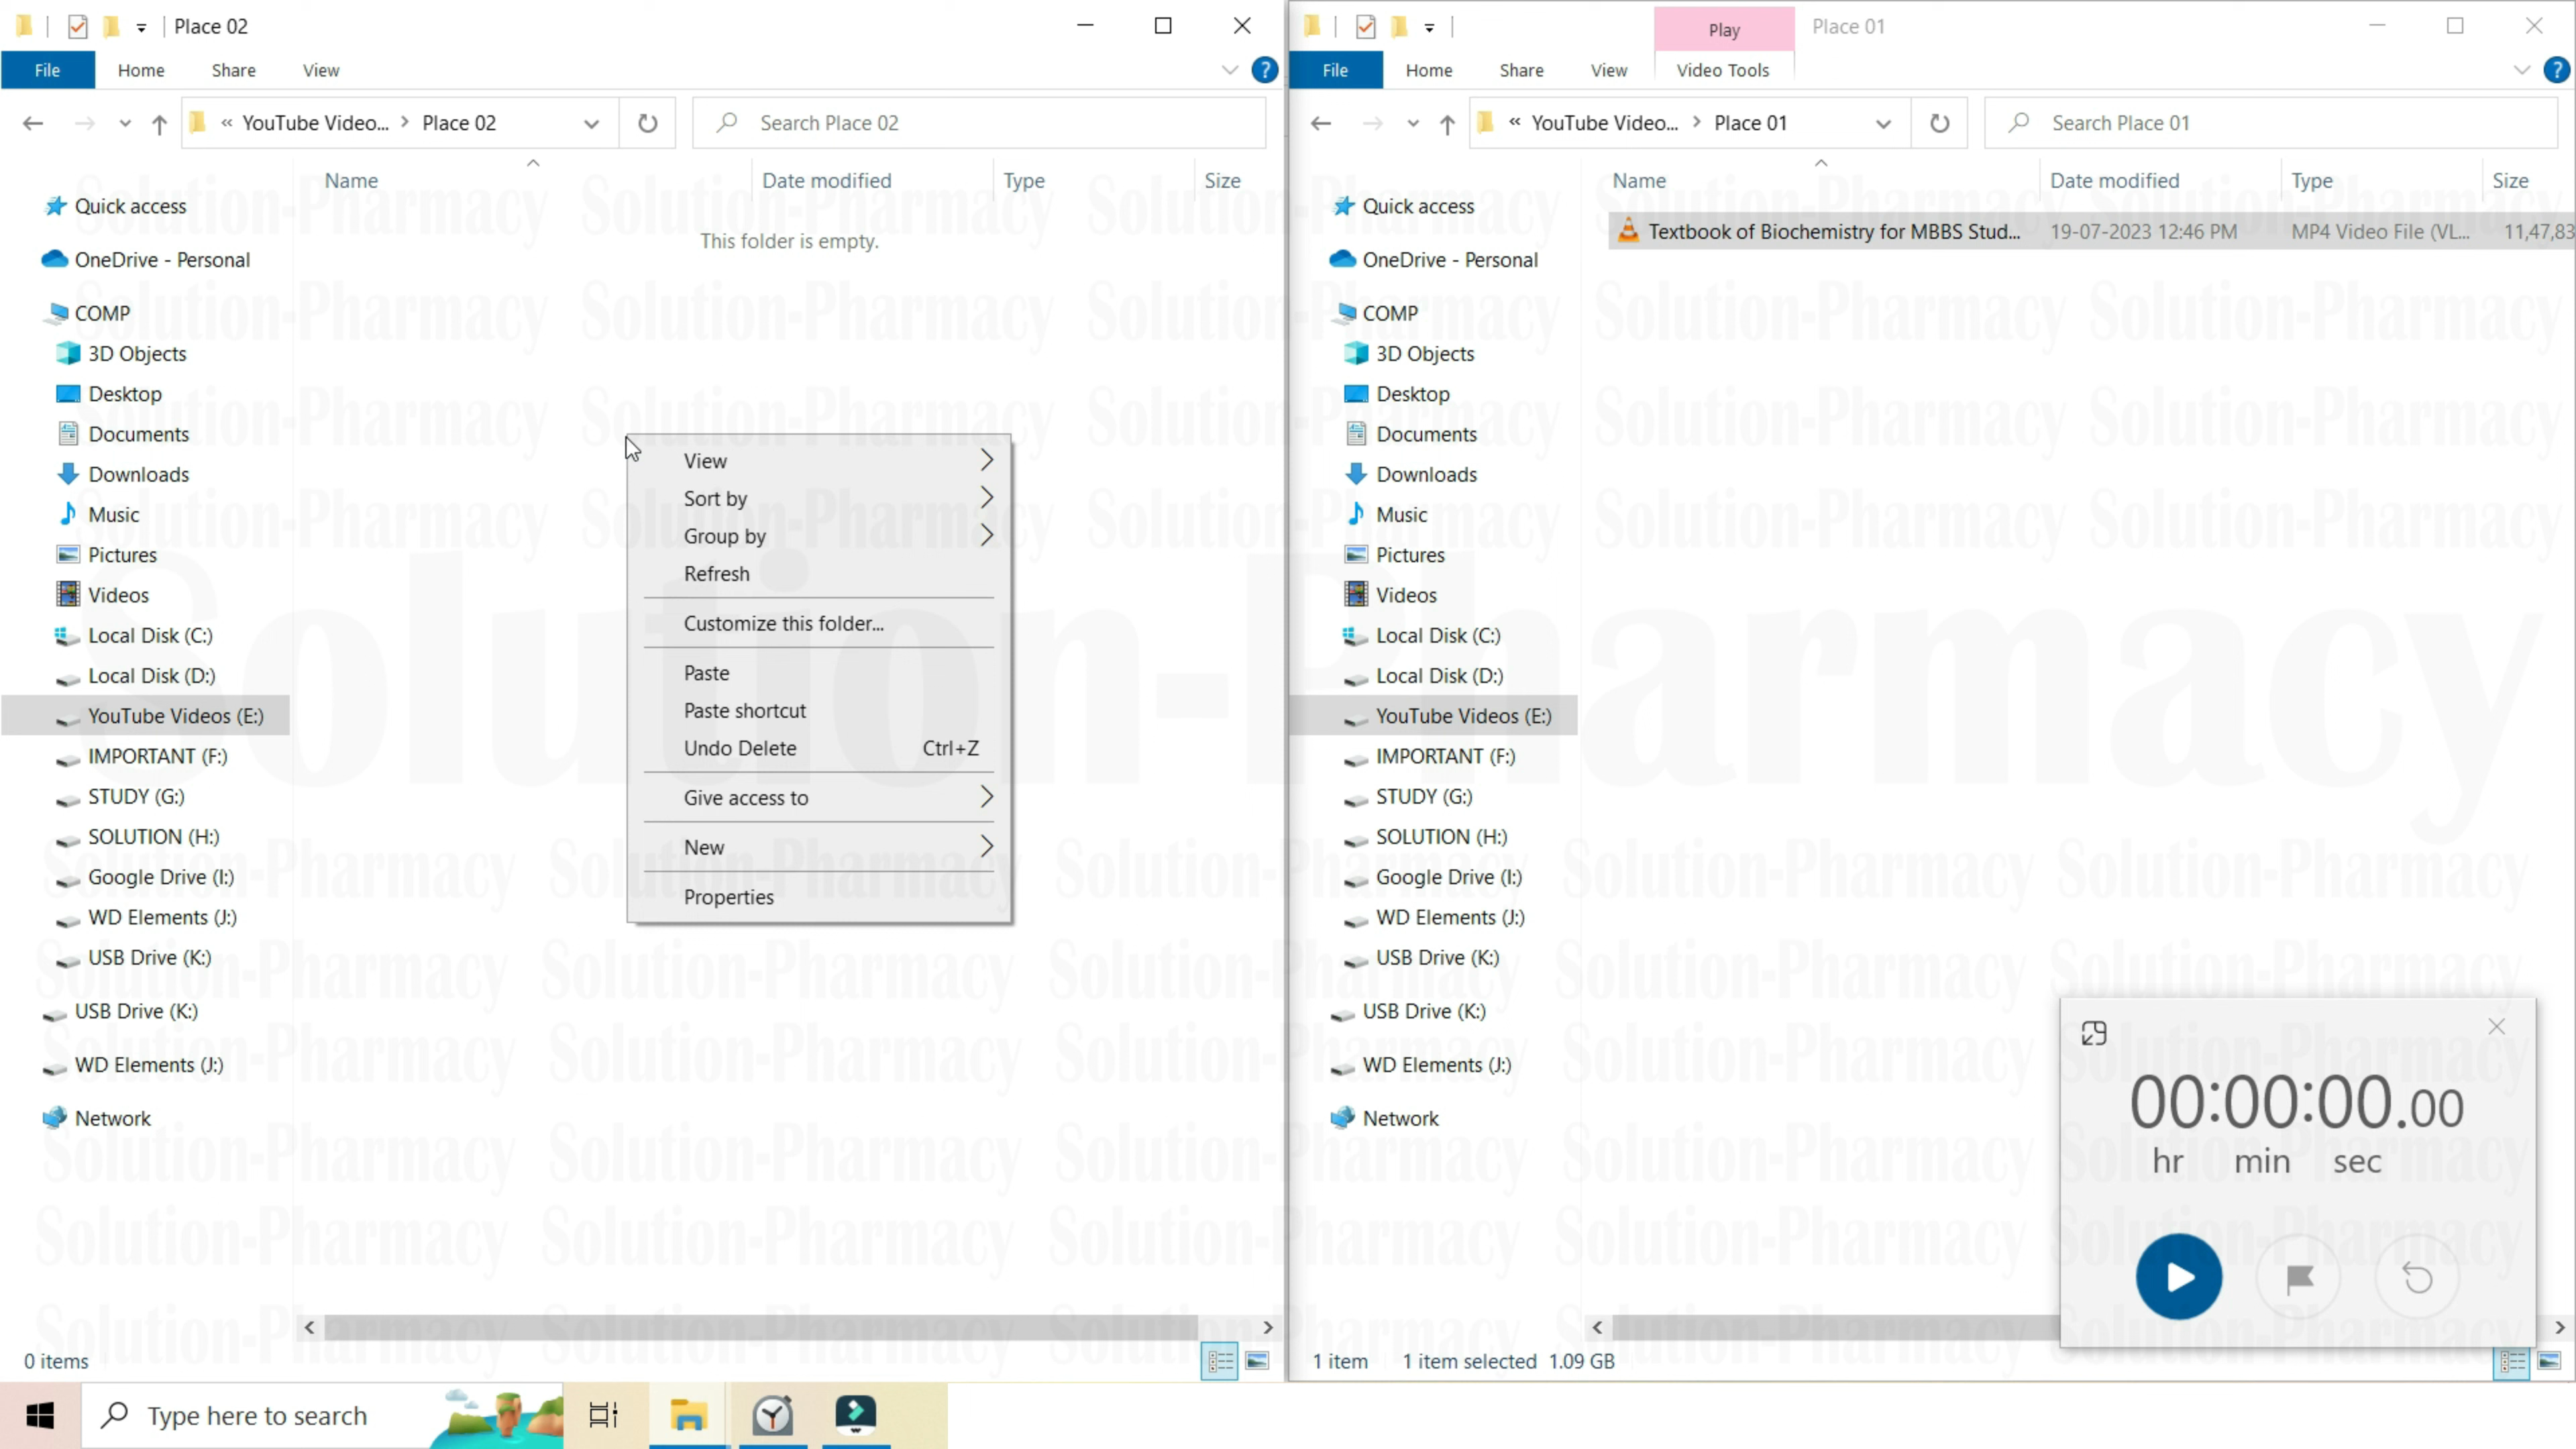 Place 02
File Home Share View
« YouTube Video... > Place 02
Search Place 02
Name Date modified Type Size
This folder is empty.
Quick access
OneDrive - Personal
COMP
3D Objects
Desktop
Documents
Downloads
Music
Pictures
Videos
Local Disk (C:)
Local Disk (D:)
YouTube Videos (E:)
IMPORTANT (F:)
STUDY (G:)
SOLUTION (H:)
Google Drive (I:)
WD Elements (J:)
USB Drive (K:)
USB Drive (K:)
WD Elements (J:)
Network
View
Sort by
Group by
Refresh
Customize this folder...
Paste
Paste shortcut
Undo Delete Ctrl+Z
Give access to
New
Properties
0 items
Play
Place 01
File Home Share View Video Tools
« YouTube Video... > Place 01
Search Place 01
Name Date modified Type Size
Textbook of Biochemistry for MBBS Stud... 19-07-2023 12:46 PM MP4 Video File (VL... 11,47,83
Quick access
OneDrive - Personal
COMP
3D Objects
Desktop
Documents
Downloads
Music
Pictures
Videos
Local Disk (C:)
Local Disk (D:)
YouTube Videos (E:)
IMPORTANT (F:)
STUDY (G:)
SOLUTION (H:)
Google Drive (I:)
WD Elements (J:)
USB Drive (K:)
USB Drive (K:)
WD Elements (J:)
Network
00:00:00.00
hr min sec
1 item 1 item selected 1.09 GB
Type here to search
Solution-Pharmacy